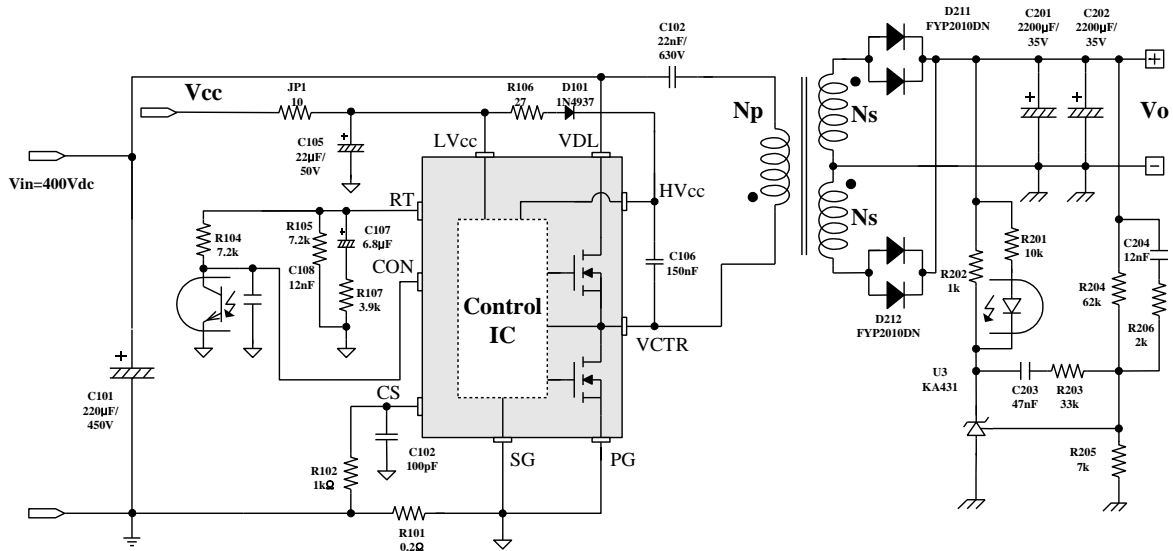 D211
FYP2010DN
C201
2200µF/
35V
C202
2200µF/
35V
C102
22nF/
630V
+
Vcc
JP1
10
R106
27
D101
1N4937
Np
Ns
Vo
+
+
+
C105
22µF/
50V
LVcc
VDL
-
Vin=400Vdc
HVcc
RT
Ns
R104
7.2k
R105
7.2k
+
C107
6.8µF
R201
10k
C204
12nF
C108
12nF
CON
C106
150nF
R202
1k
R204
62k
R107
3.9k
Control
IC
D212
FYP2010DN
R206
2k
VCTR
+
U3
KA431
C203
47nF
R203
33k
C101
220µF/
450V
CS
C102
100pF
SG
PG
R205
7k
R102
1kΩ
R101
0.2Ω